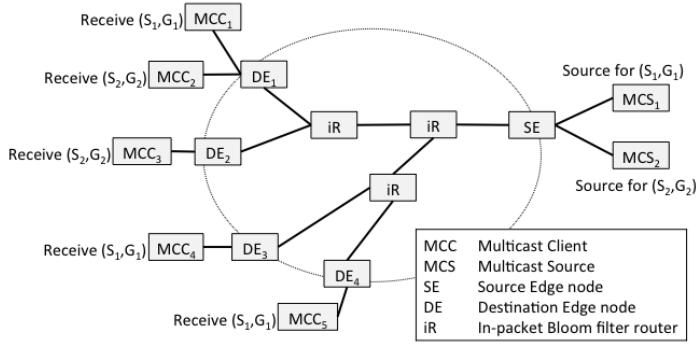 Receive (S1,G1) MCC1
Receive (S2,G2) MCC2 DE1
Source for (S1,G1)
MCS1
iR iR SE
Receive (S2,G2) MCC3 DE2
MCS2
Source for (S2,G2)
iR
Receive (S1,G1) MCC4 DE3
DE4
Receive (S1,G1) MCC5
MCC Multicast Client
MCS Multicast Source
SE Source Edge node
DE Destination Edge node
iR In-packet Bloom filter router